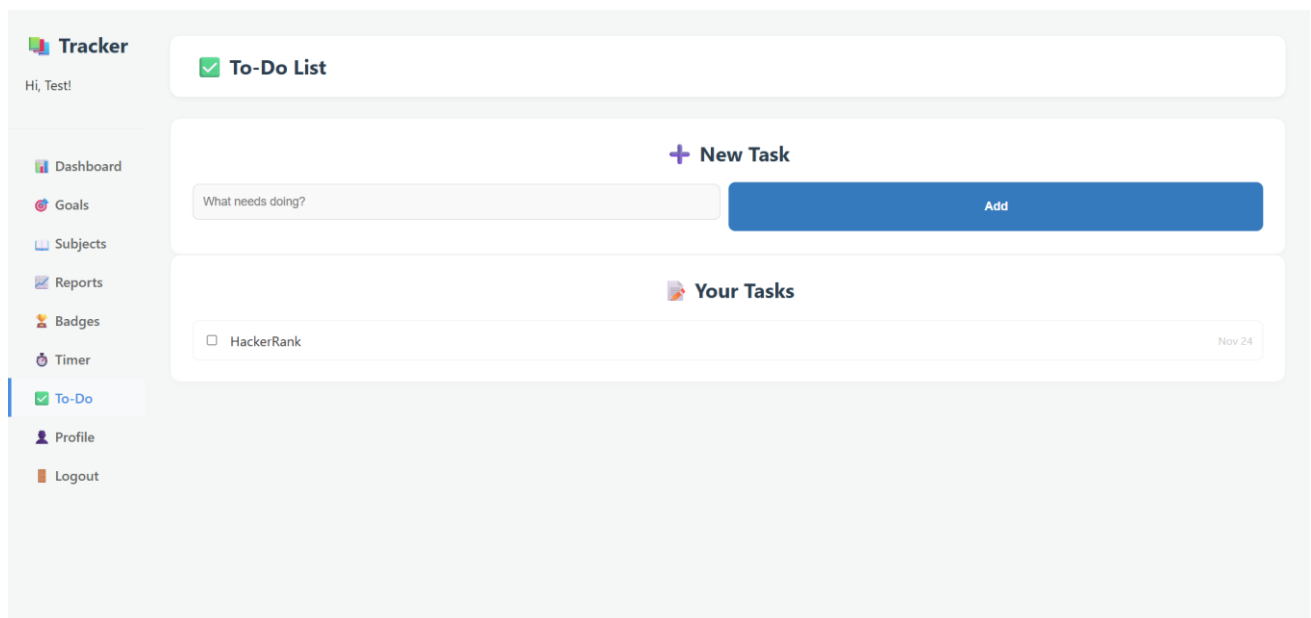 Tracker
Hi, Test!
Dashboard
Goals
Subjects
Reports
Badges
Timer
To-Do
Profile
Logout
To-Do List
New Task
What needs doing?
Add
Your Tasks
HackerRank
Nov 24